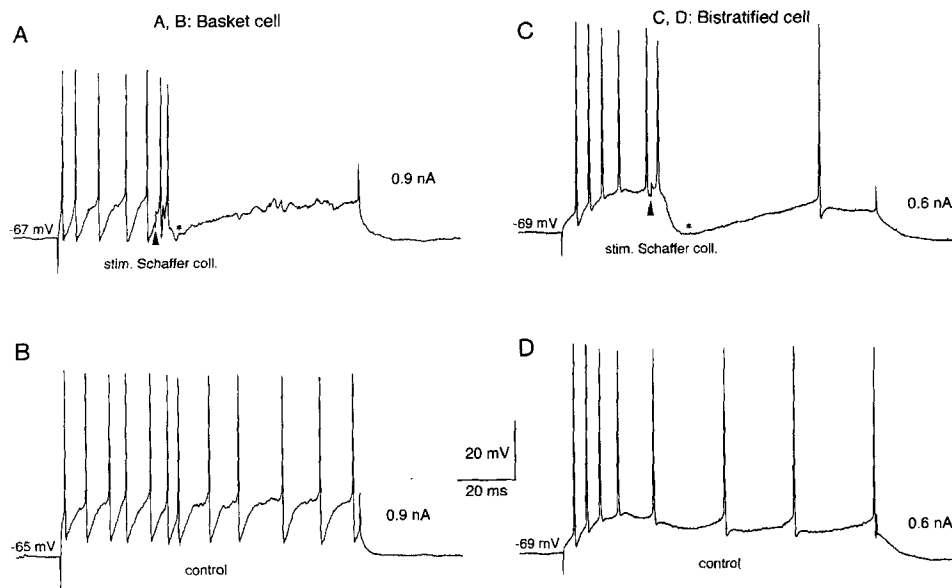 A, B: Basket cell
C, D: Bistratified cell
A
C
0.9 nA
0.6 nA
-67 mV
-69 mV
*
*
stim. Schaffer coll.
stim. Schaffer coll.
B
D
20 mV
20 ms
0.9 nA
0.6 nA
-65 mV
-69 mV
control
control